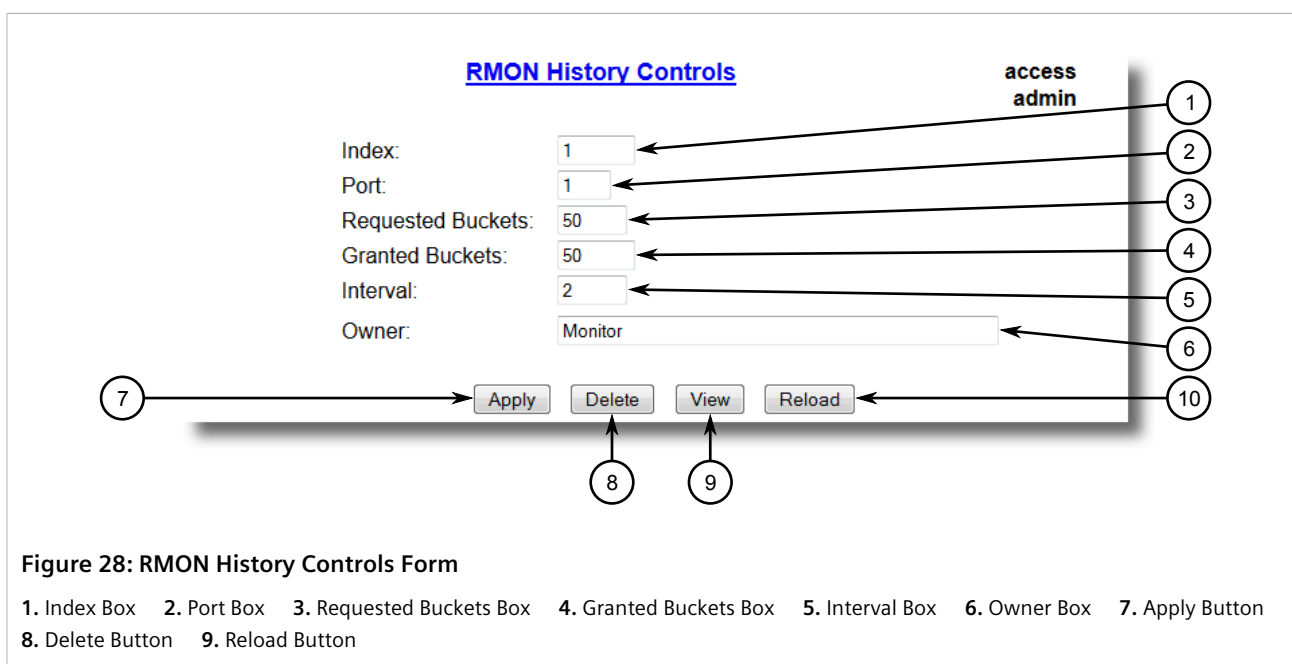 RMON History Controls
access
admin
1
Index: 1
2
Port: 1
3
Requested Buckets: 50
4
Granted Buckets: 50
Interval: 2
5
Owner: Monitor
6
7
Apply Delete View Reload
10
8 9
Figure 28: RMON History Controls Form
1. Index Box 2. Port Box 3. Requested Buckets Box 4. Granted Buckets Box 5. Interval Box 6. Owner Box 7. Apply Button
8. Delete Button 9. Reload Button